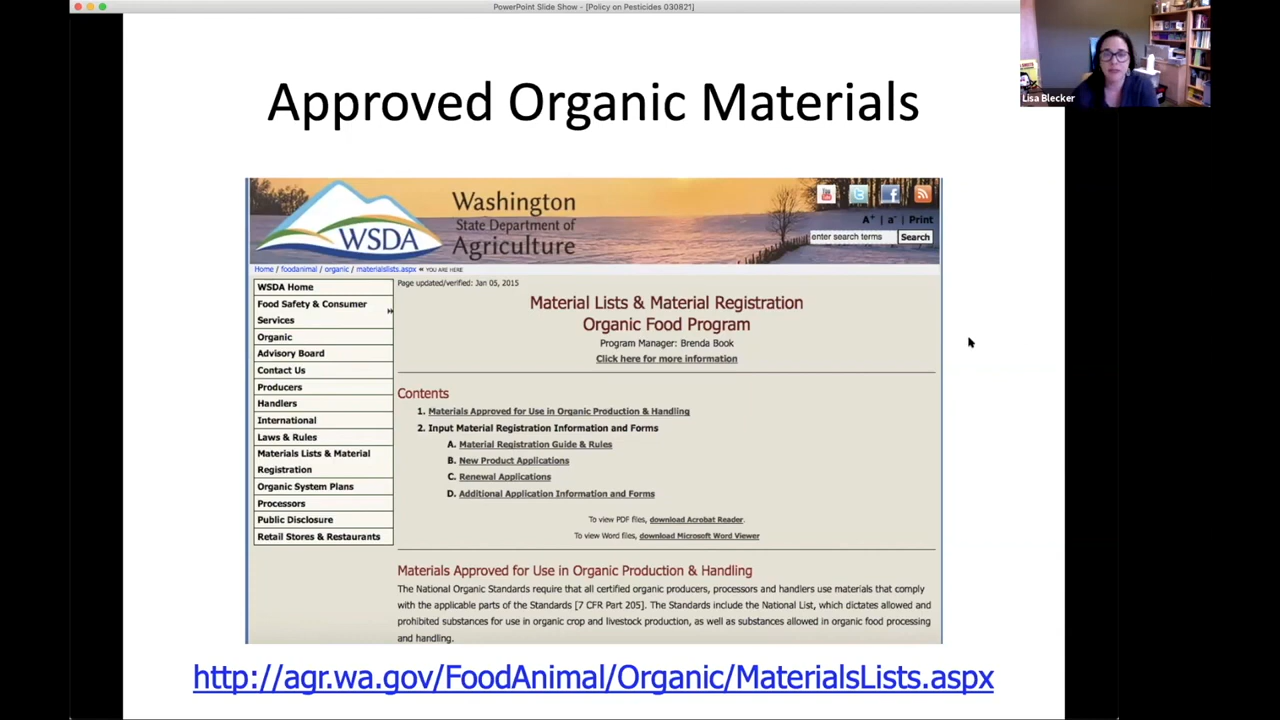 PowerPoint Slide Show - [Policy on Pesticides 030821]
Lisa Blecker
Approved Organic Materials
WSDA
Washington
State Department of
Agriculture
A+ | a- | Print
enter search terms
Search
Home / foodanimal / organic / materialslists.aspx « YOU ARE HERE
WSDA Home
Food Safety & Consumer
Services
Organic
Advisory Board
Contact Us
Producers
Handlers
International
Laws & Rules
Materials Lists & Material
Registration
Organic System Plans
Processors
Public Disclosure
Retail Stores & Restaurants
Page updated/verified: Jan 05, 2015
Material Lists & Material Registration
Organic Food Program
Program Manager: Brenda Book
Click here for more information
Contents
1. Materials Approved for Use in Organic Production & Handling
2. Input Material Registration Information and Forms
A. Material Registration Guide & Rules
B. New Product Applications
C. Renewal Applications
D. Additional Application Information and Forms
To view PDF files, download Acrobat Reader.
To view Word files, download Microsoft Word Viewer
Materials Approved for Use in Organic Production & Handling
The National Organic Standards require that all certified organic producers, processors and handlers use materials that comply
with the applicable parts of the Standards [7 CFR Part 205]. The Standards include the National List, which dictates allowed and
prohibited substances for use in organic crop and livestock production, as well as substances allowed in organic food processing
and handling.
http://agr.wa.gov/FoodAnimal/Organic/MaterialsLists.aspx